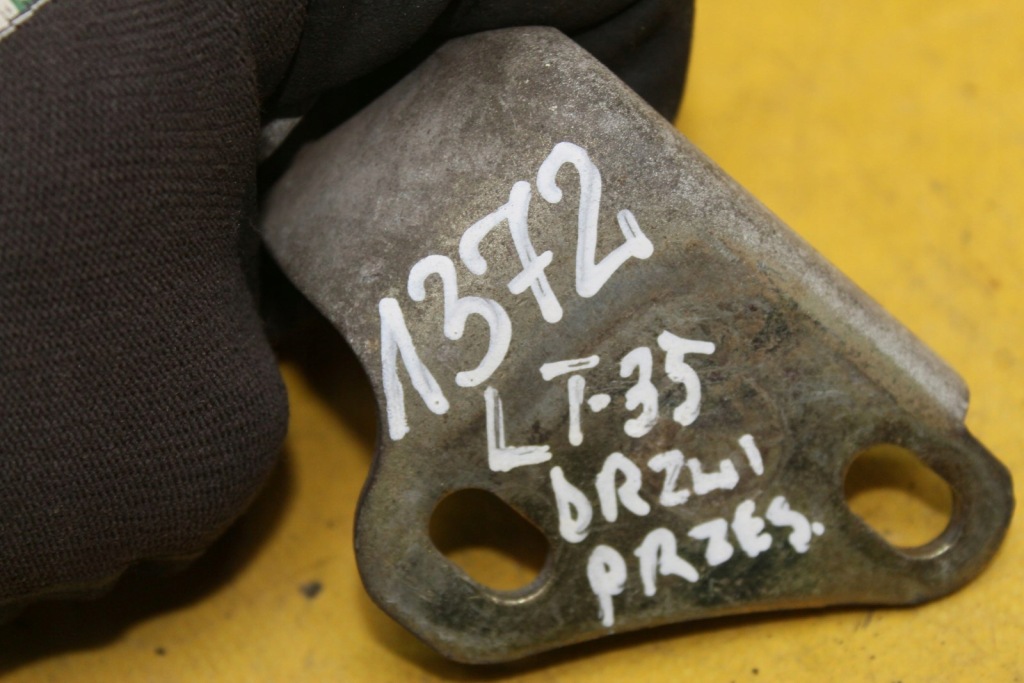 1372
LT-35
DRZWI
PRZES.